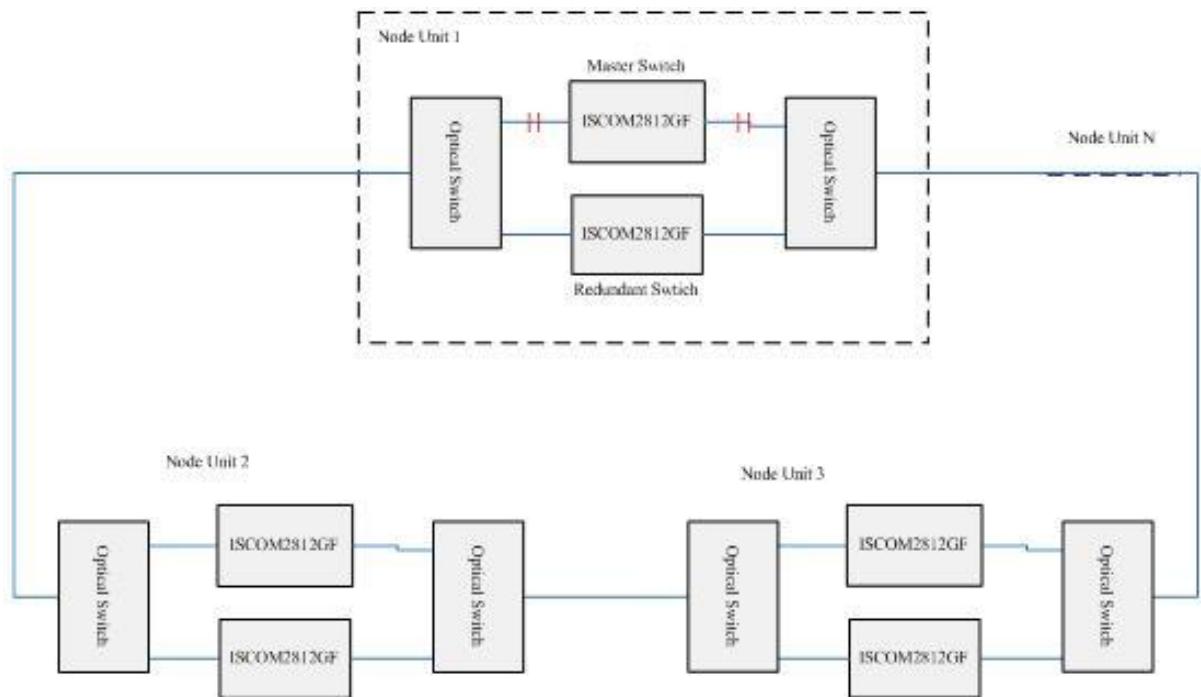 Node Unit 1
Master Switch
ISCOM2812GF
Optical Switch
Optical Switch
Node Unit N
ISCOM2812GF
Redundant Swtich
Node Unit 2
Node Unit 3
ISCOM2812GF
ISCOM2812GF
Optical Switch
Optical Switch
Optical Switch
Optical Switch
ISCOM2812GF
ISCOM2812GF